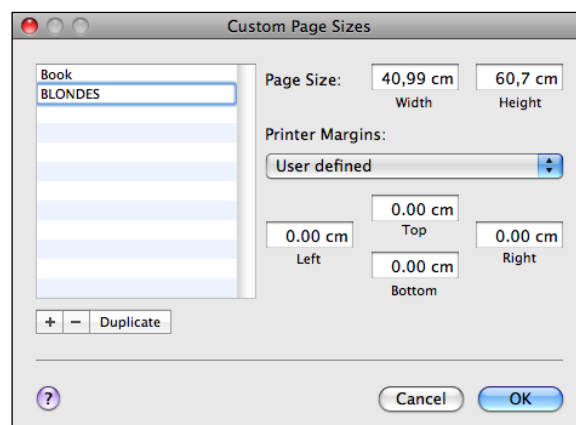 Custom Page Sizes
Book
BLONDES
Page Size:
40,99 cm
60,7 cm
Width
Height
Printer Margins:
User defined
0.00 cm
Top
0.00 cm
0.00 cm
Left
Right
0.00 cm
Bottom
+ − Duplicate
?
Cancel
OK